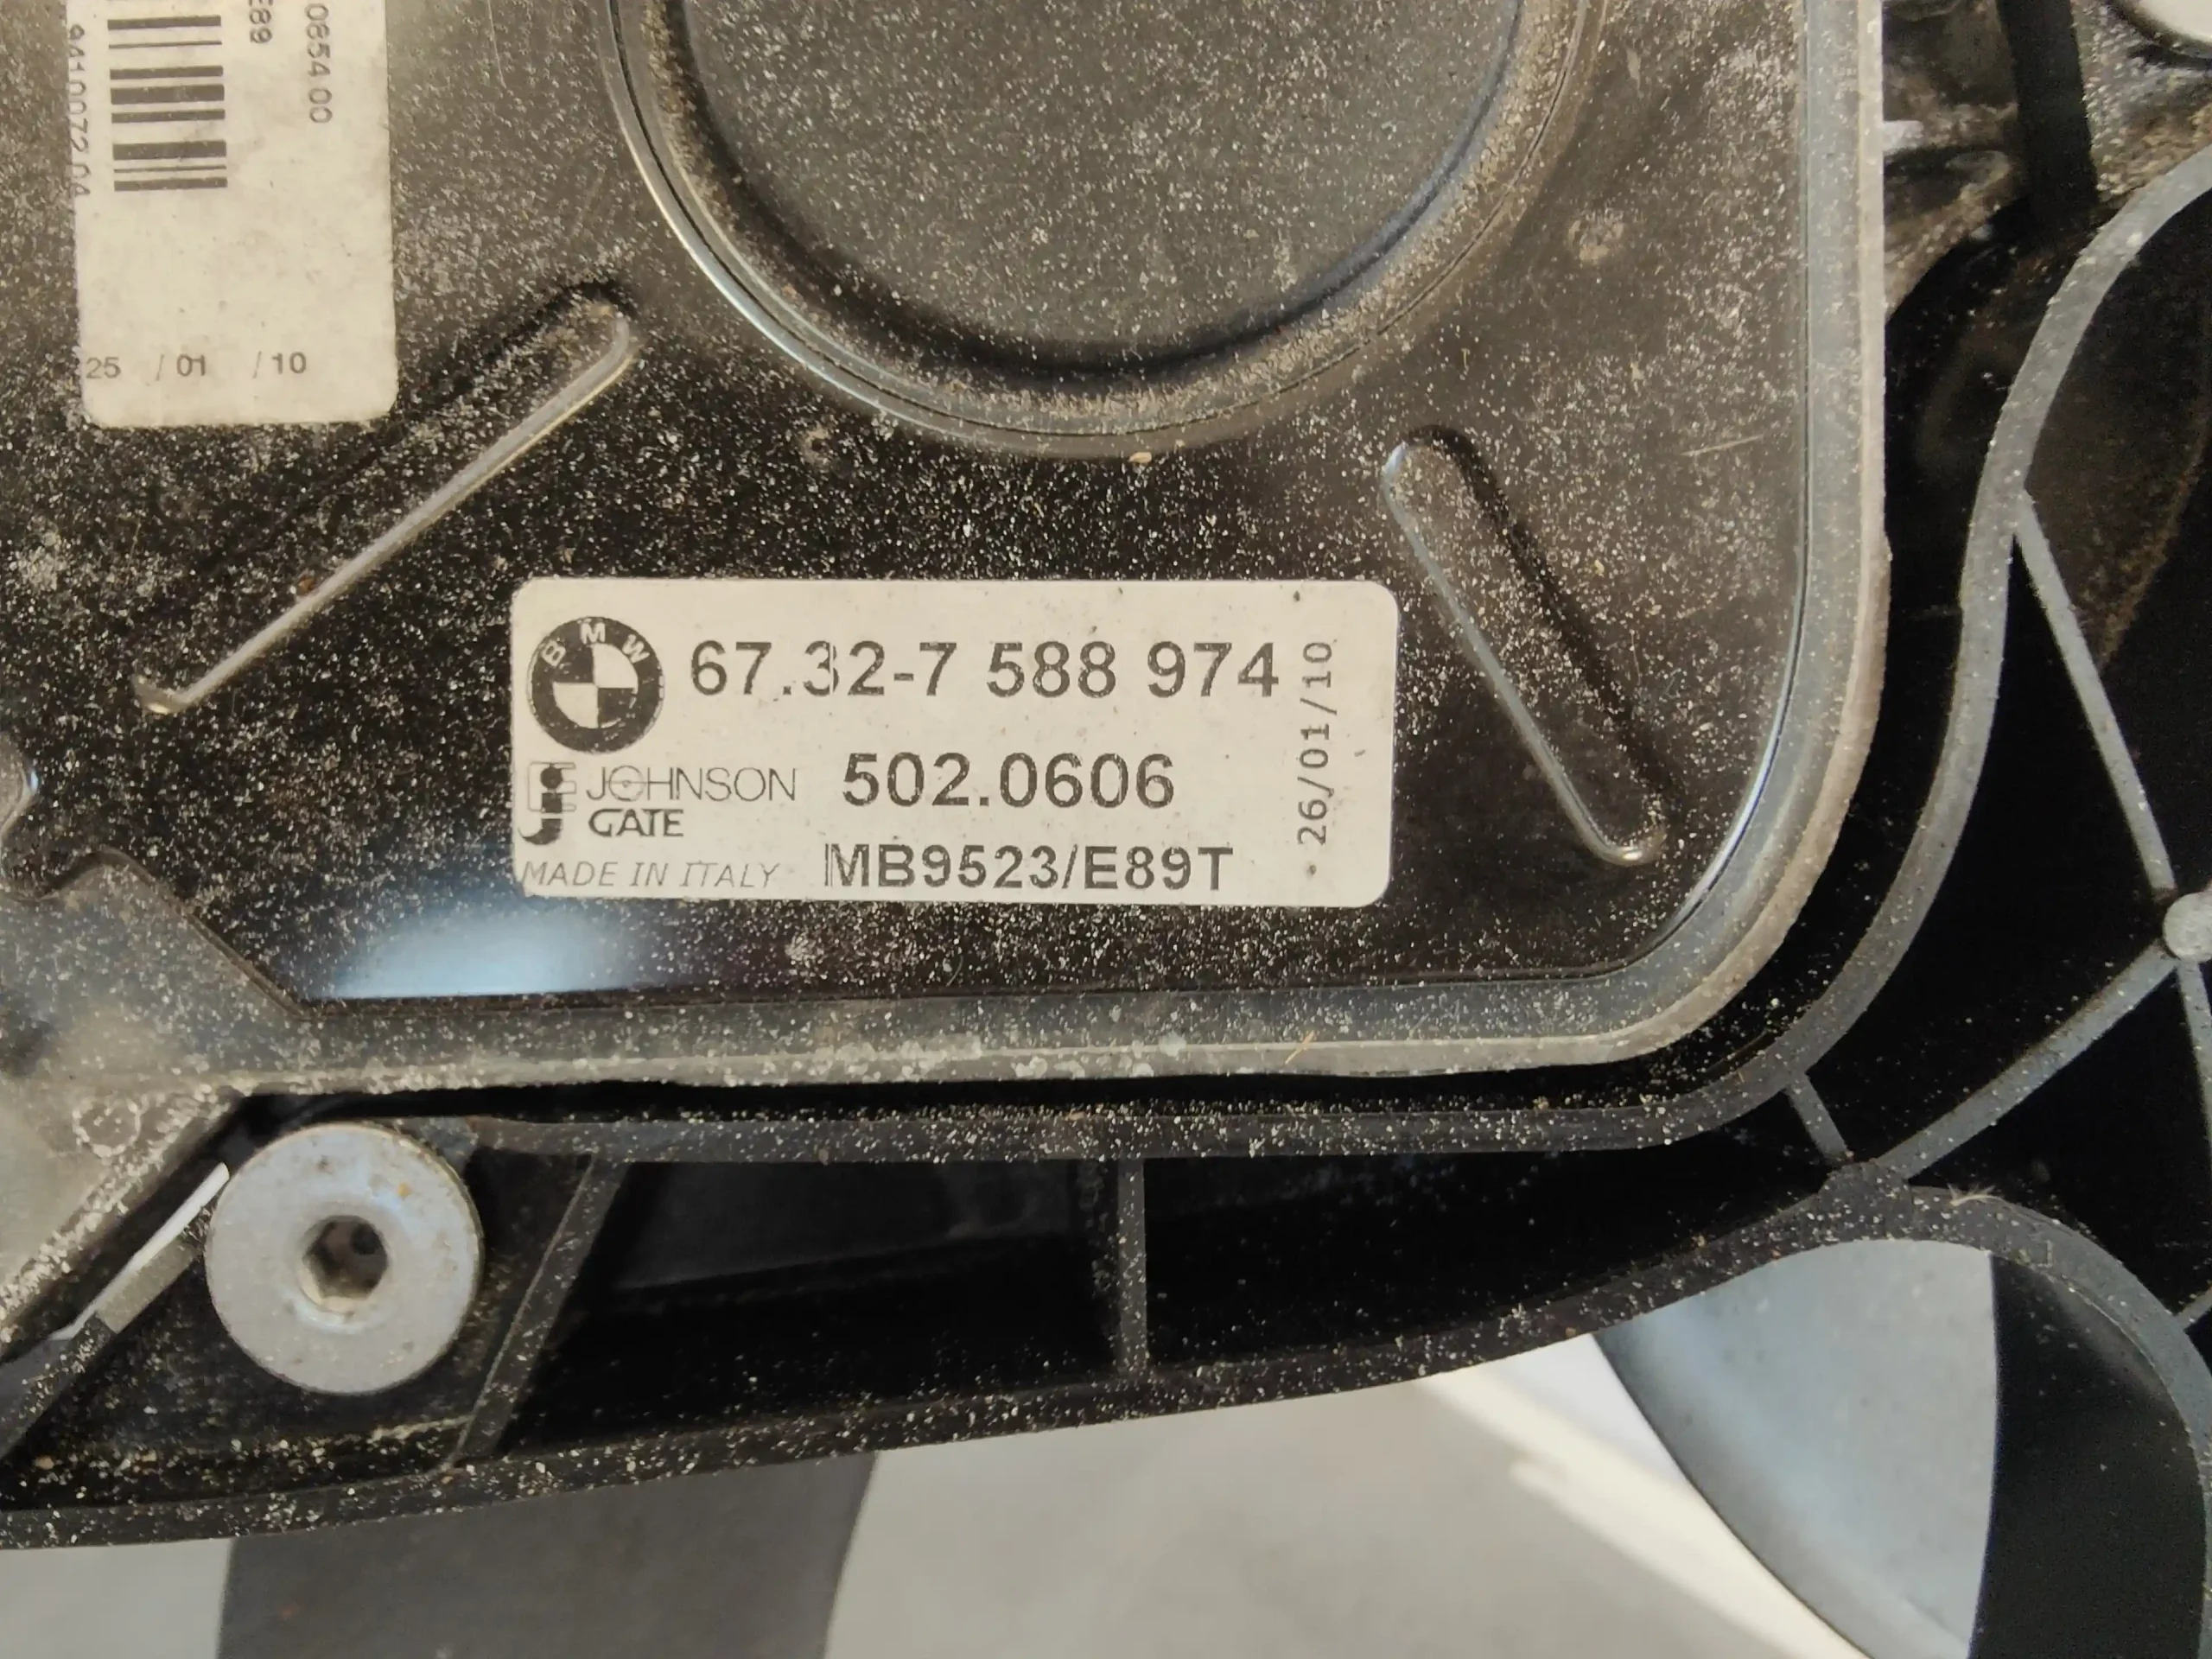 0854.00
E89
25 / 01 / 10
BMW
67.32-7 588 974
JOHNSON
GATE
502.0606
MADE IN ITALY
MB9523/E89T
26/01/10